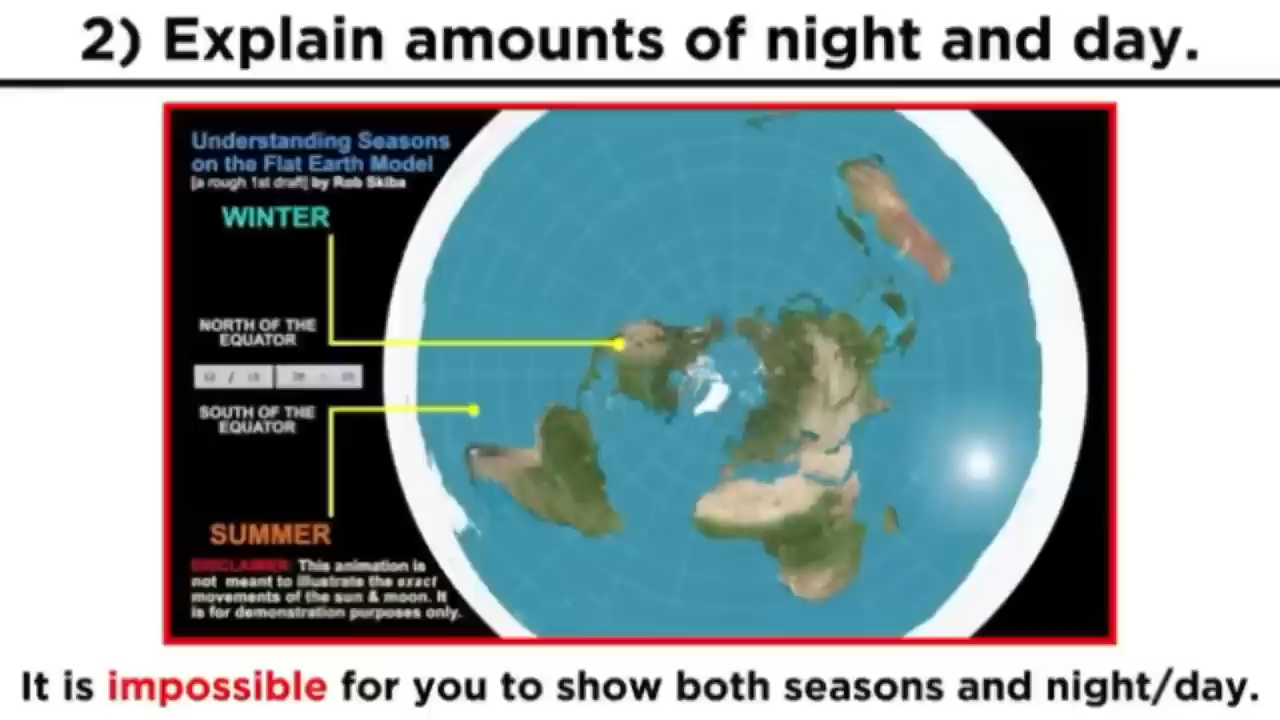 2) Explain amounts of night and day.
Understanding Seasons
on the Flat Earth Model
[a rough 1st draft] by Rob Skiba
WINTER
NORTH OF THE
EQUATOR
SOUTH OF THE
EQUATOR
SUMMER
DISCLAIMER: This animation is
not meant to illustrate the exact
movements of the sun & moon. It
is for demonstration purposes only.
It is impossible for you to show both seasons and night/day.